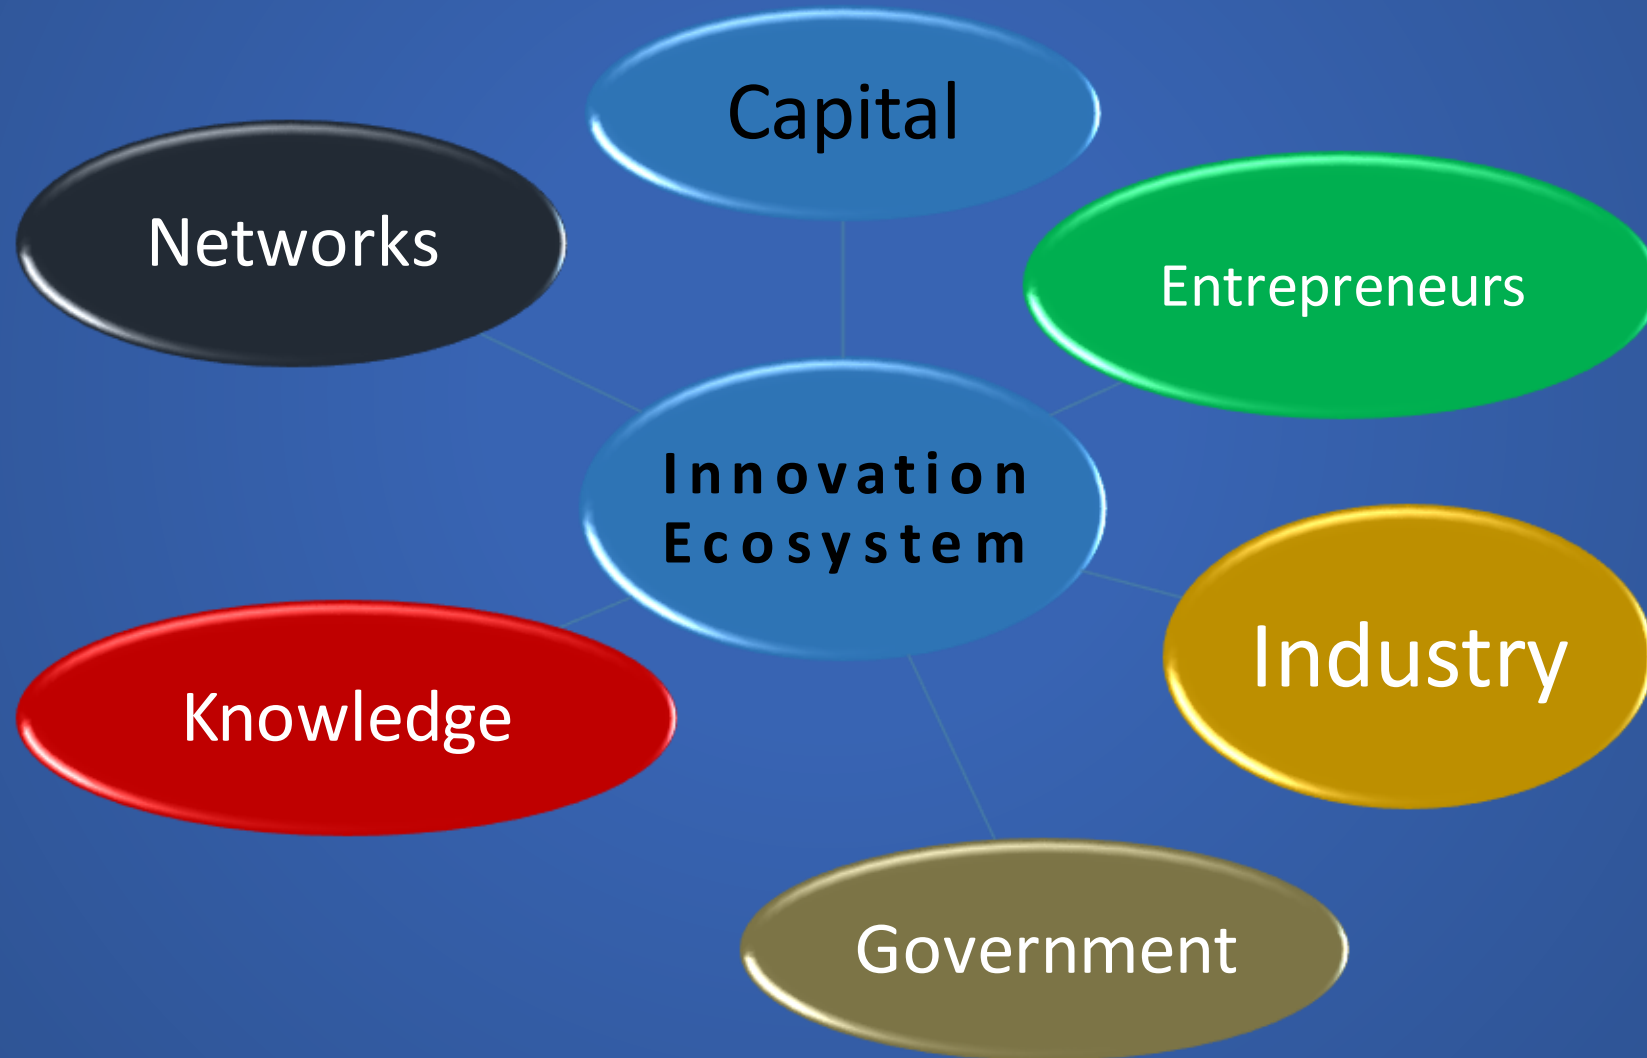 Capital
Networks
Entrepreneurs
Innovation
Ecosystem
Industry
Knowledge
Government